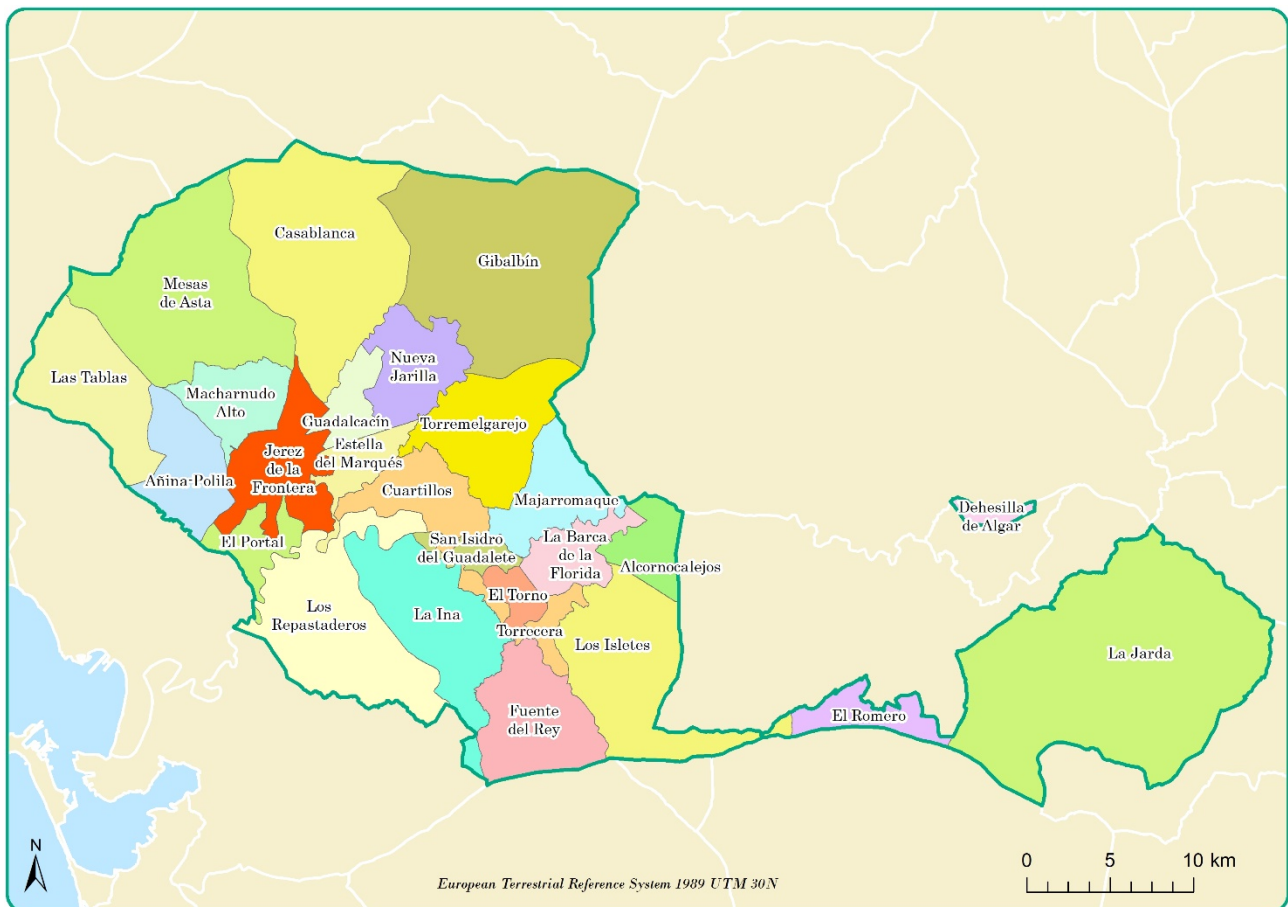 Casablanca
Gibalbín
Mesas
de Asta
Nueva
Jarilla
Las Tablas
Macharnudo
Alto
Guadalcacín
Torremelgarejo
Estella
del Marqués
Jerez
de la
Frontera
Añina-Polila
Cuartillos
Majarromaque
Dehesilla
de Algar
El Portal
San Isidro
del Guadalete
La Barca
de la
Florida
Alcornocalejos
El Torno
Los
Repastaderos
La Ina
Torrecera
Los Isletes
La Jarda
Fuente
del Rey
El Romero
N
0 5 10 km
European Terrestrial Reference System 1989 UTM 30N